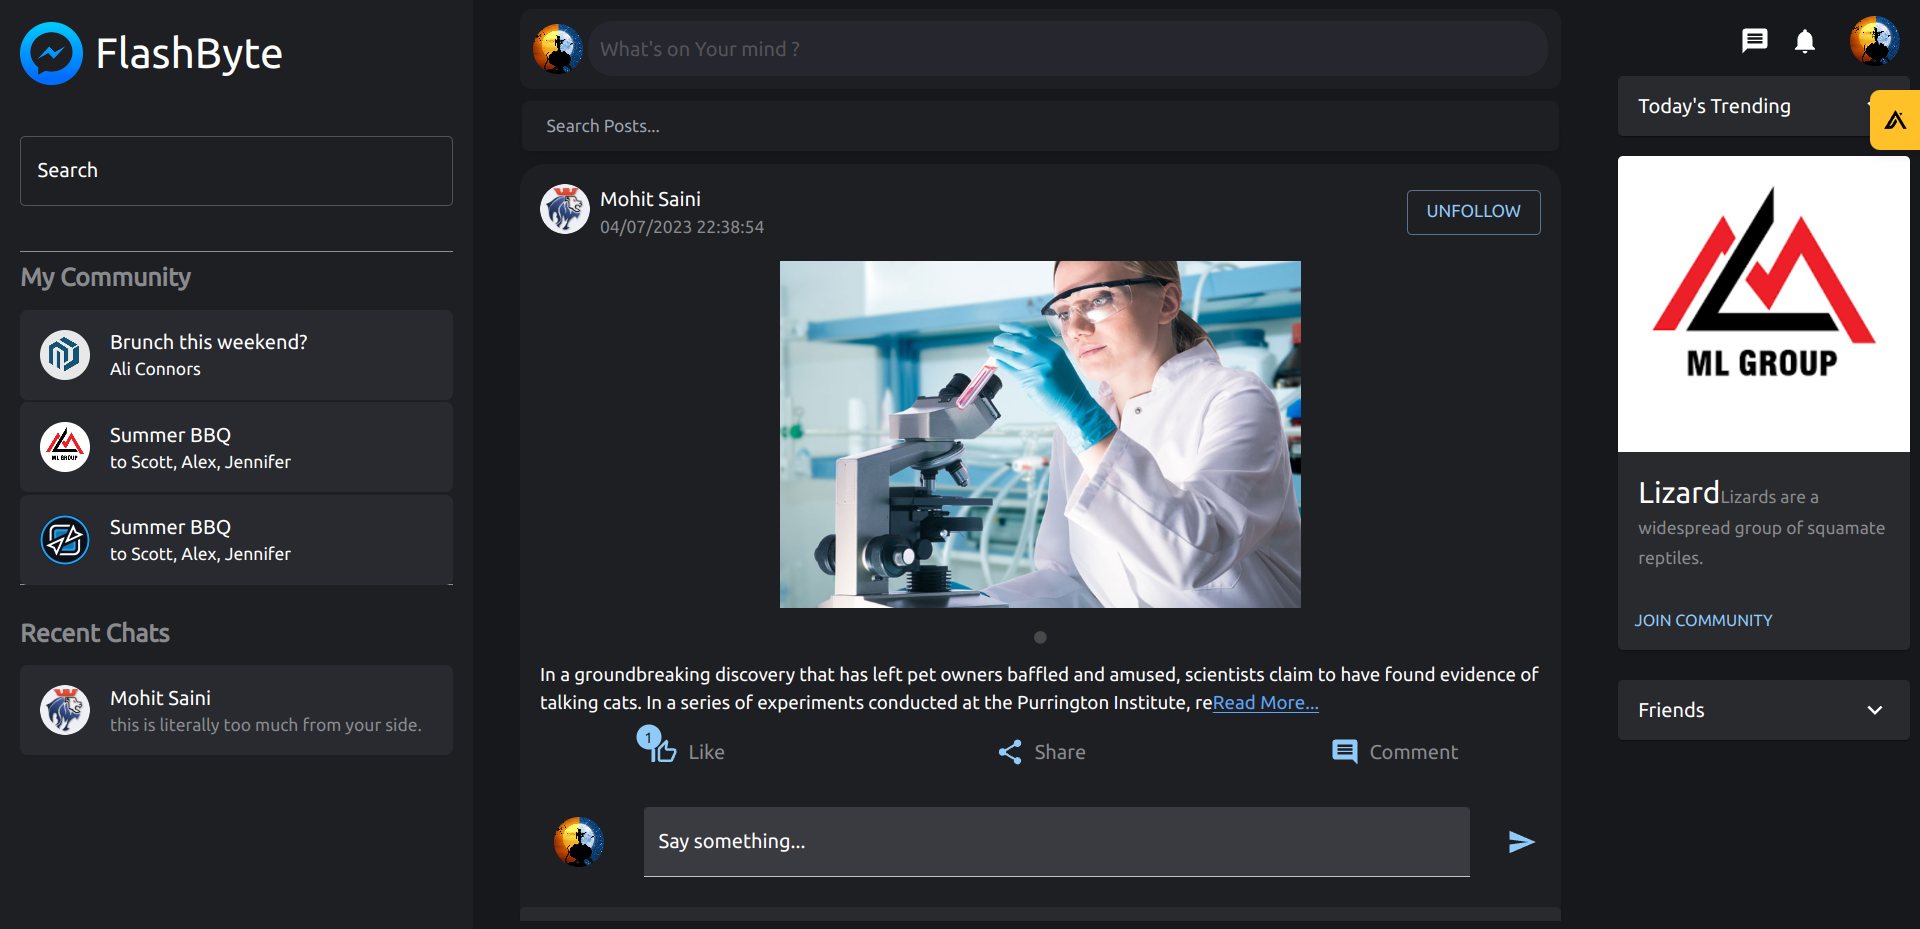 FlashByte
Search
My Community
Brunch this weekend?
Ali Connors
ML GROUP
Summer BBQ
to Scott, Alex, Jennifer
Summer BBQ
to Scott, Alex, Jennifer
Recent Chats
Mohit Saini
this is literally too much from your side.
What's on Your mind ?
Search Posts...
Mohit Saini
04/07/2023 22:38:54
UNFOLLOW
In a groundbreaking discovery that has left pet owners baffled and amused, scientists claim to have found evidence of
talking cats. In a series of experiments conducted at the Purrington Institute, reRead More...
1
Like
Share
Comment
Say something...
Today's Trending
ML GROUP
LizardLizards are a
widespread group of squamate
reptiles.
JOIN COMMUNITY
Friends